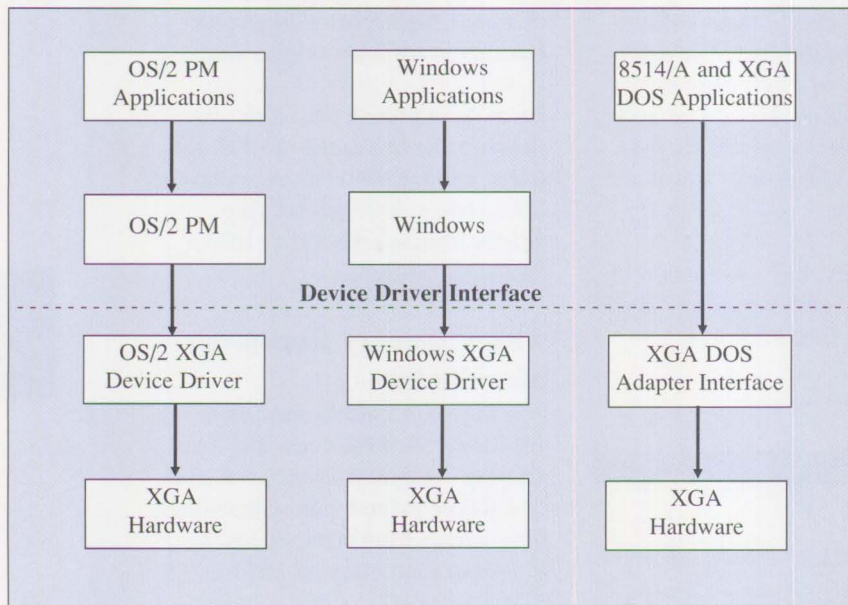 OS/2 PM
Applications
Windows
Applications
8514/A and XGA
DOS Applications
OS/2 PM
Windows
Device Driver Interface
OS/2 XGA
Device Driver
Windows XGA
Device Driver
XGA DOS
Adapter Interface
XGA
Hardware
XGA
Hardware
XGA
Hardware